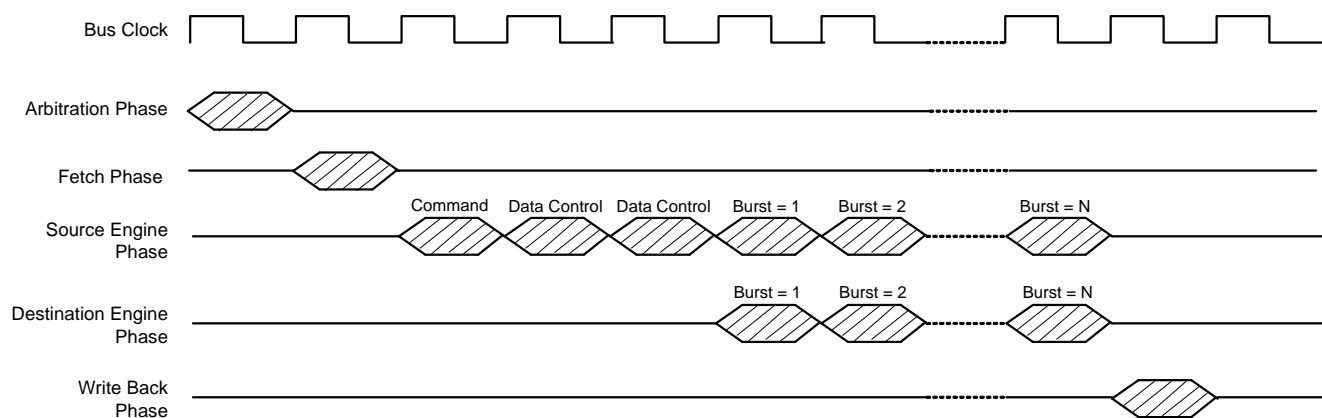 Bus Clock
Arbitration Phase
Fetch Phase
Command Data Control Data Control Burst = 1 Burst = 2 Burst = N
Source Engine
Phase
Burst = 1 Burst = 2 Burst = N
Destination Engine
Phase
Write Back
Phase